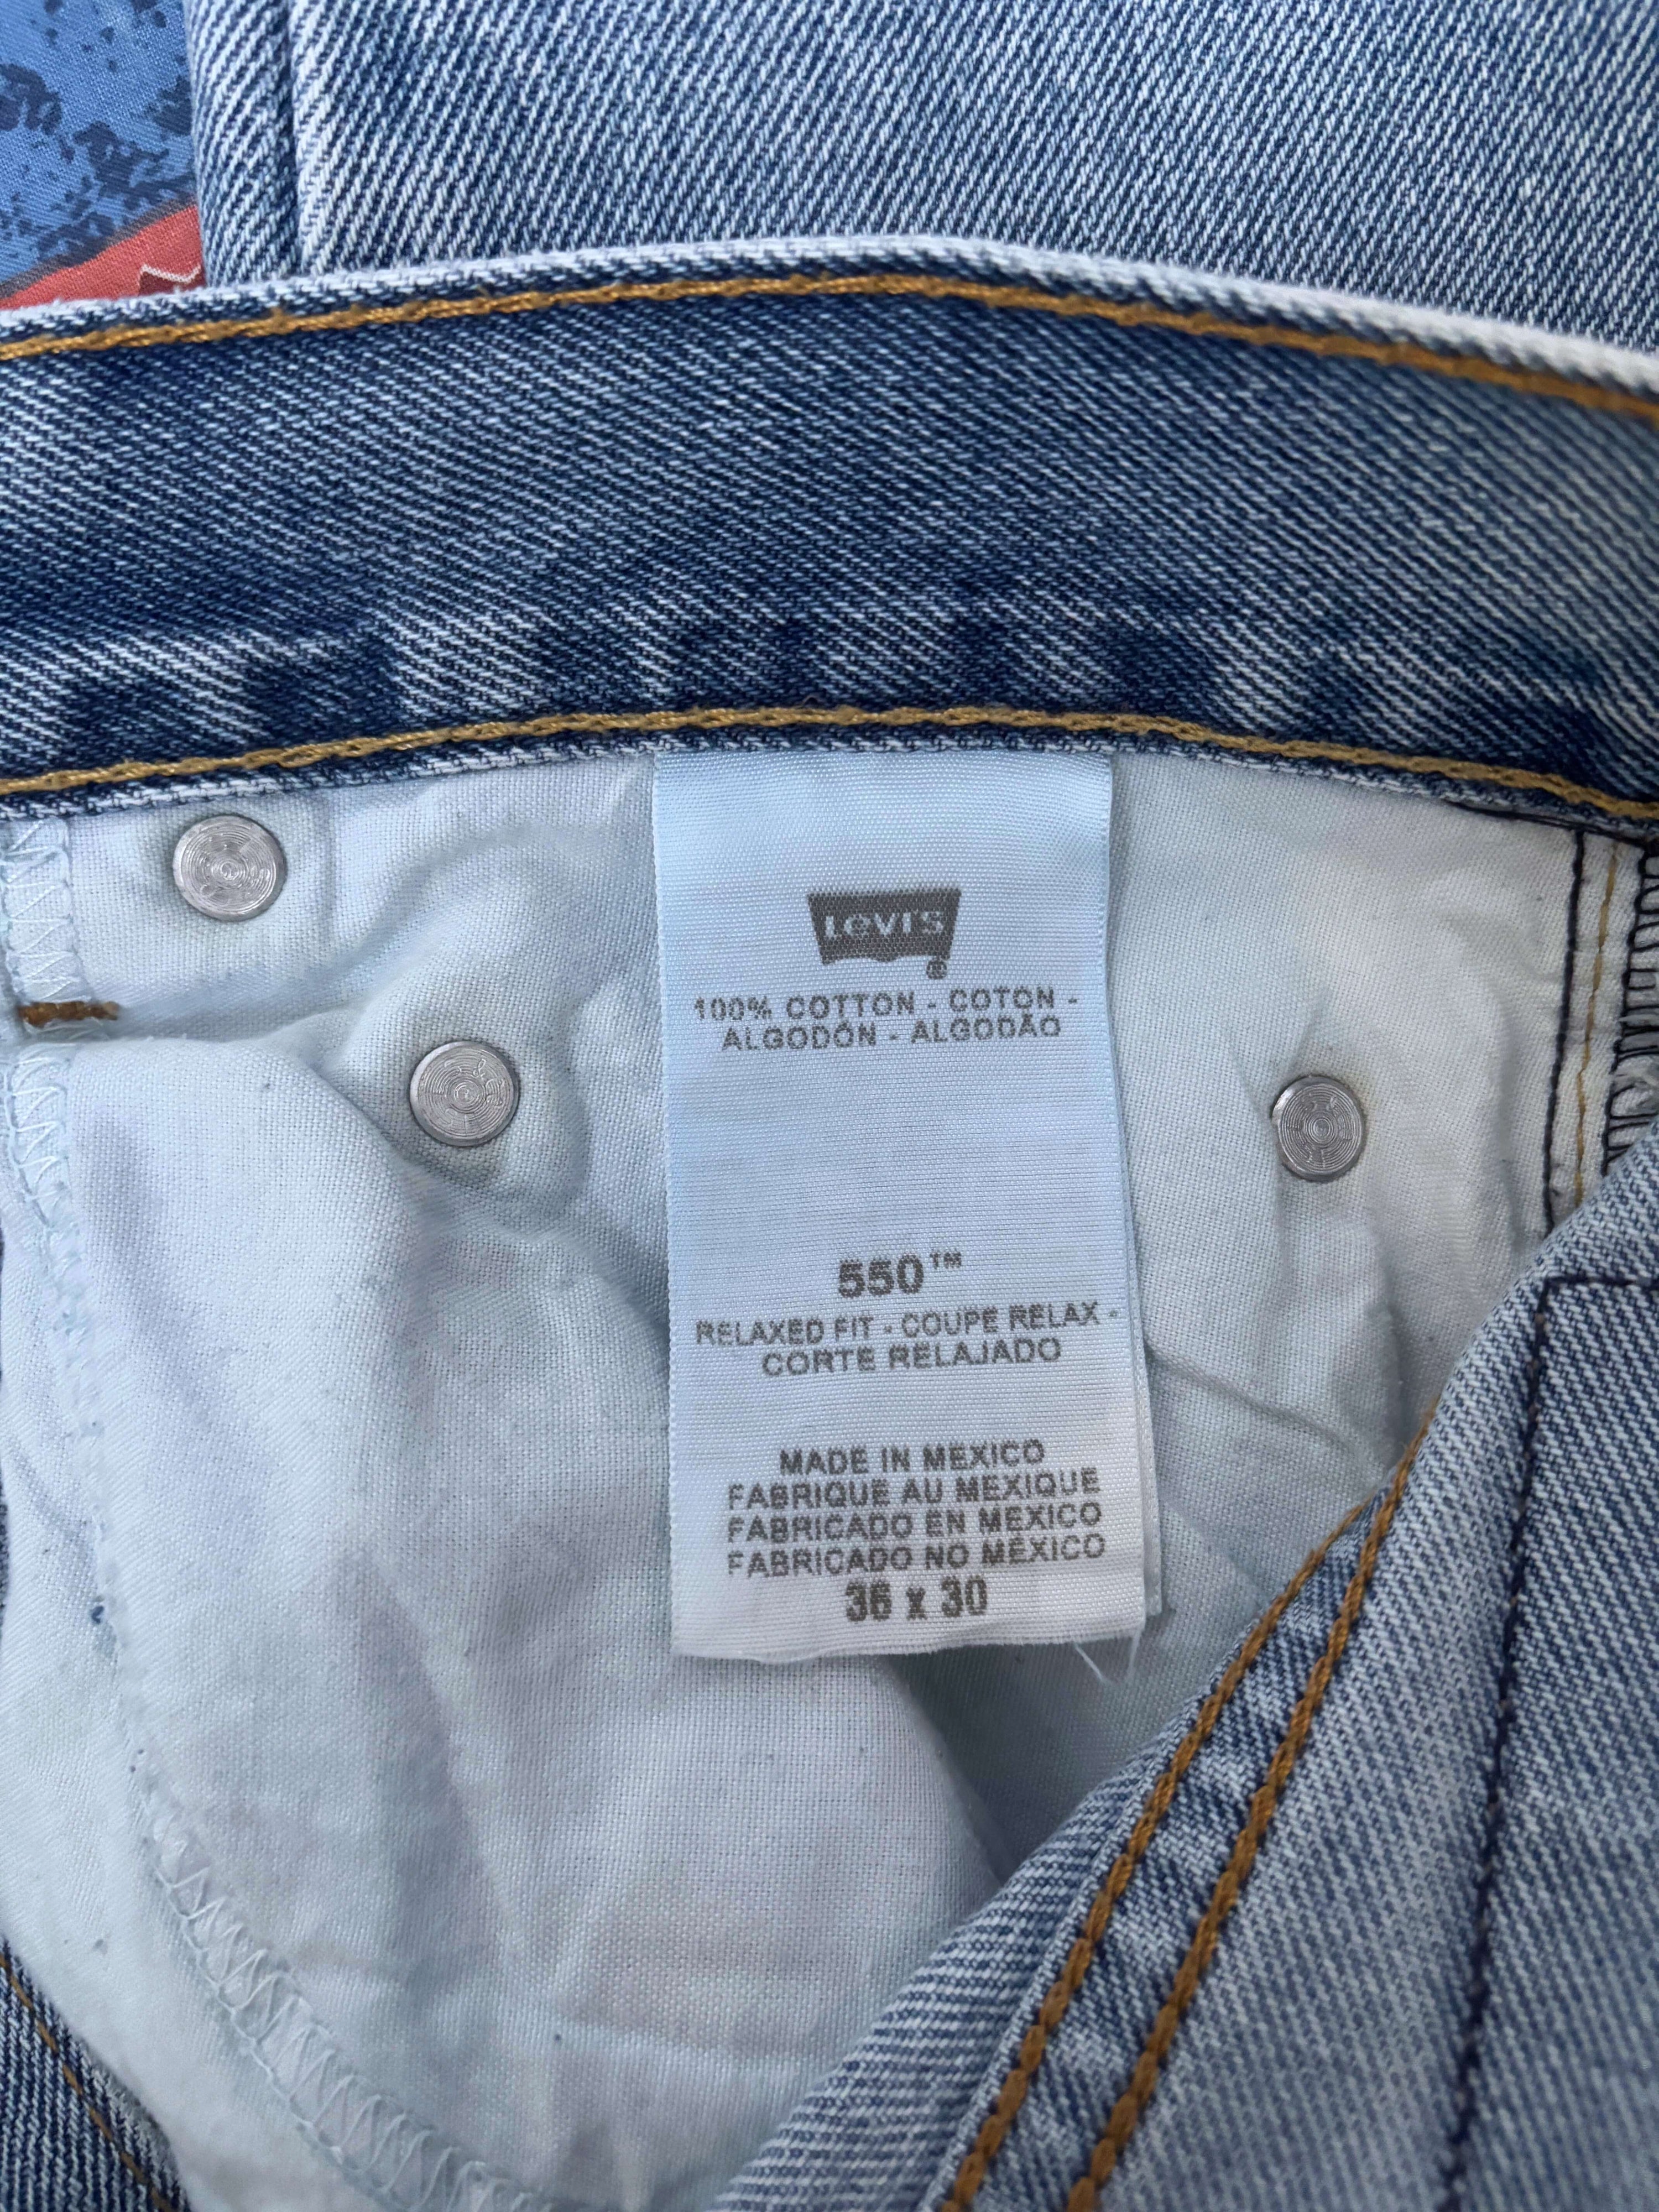 Levi's
®
100% COTTON - COTON -
ALGODÓN - ALGODÃO
550™
RELAXED FIT - COUPE RELAX -
CORTE RELAJADO
MADE IN MEXICO
FABRIQUE AU MEXIQUE
FABRICADO EN MEXICO
FABRICADO NO MÉXICO
36 x 30